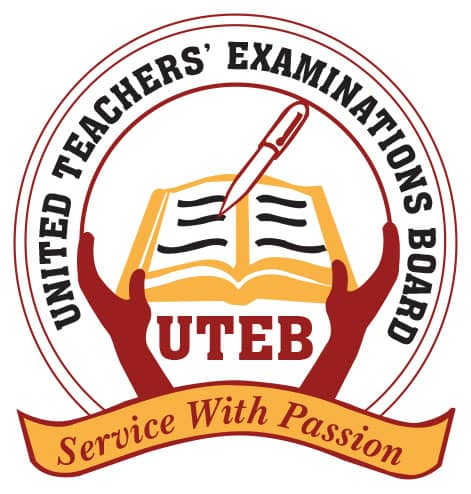 UNITED TEACHERS' EXAMINATIONS BOARD
UTEB
Service With Passion